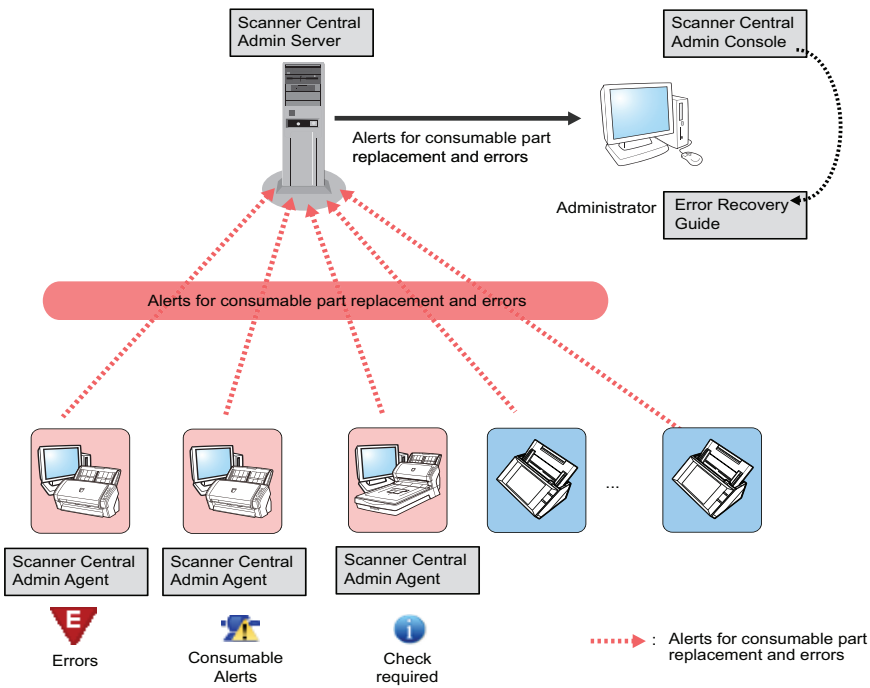 Scanner Central
Admin Server
Scanner Central
Admin Console
Alerts for consumable part
replacement and errors
Administrator
Error Recovery
Guide
Alerts for consumable part replacement and errors
...
Scanner Central
Admin Agent
Scanner Central
Admin Agent
Scanner Central
Admin Agent
E
Errors
Consumable
Alerts
i
Check
required
: Alerts for consumable part
replacement and errors